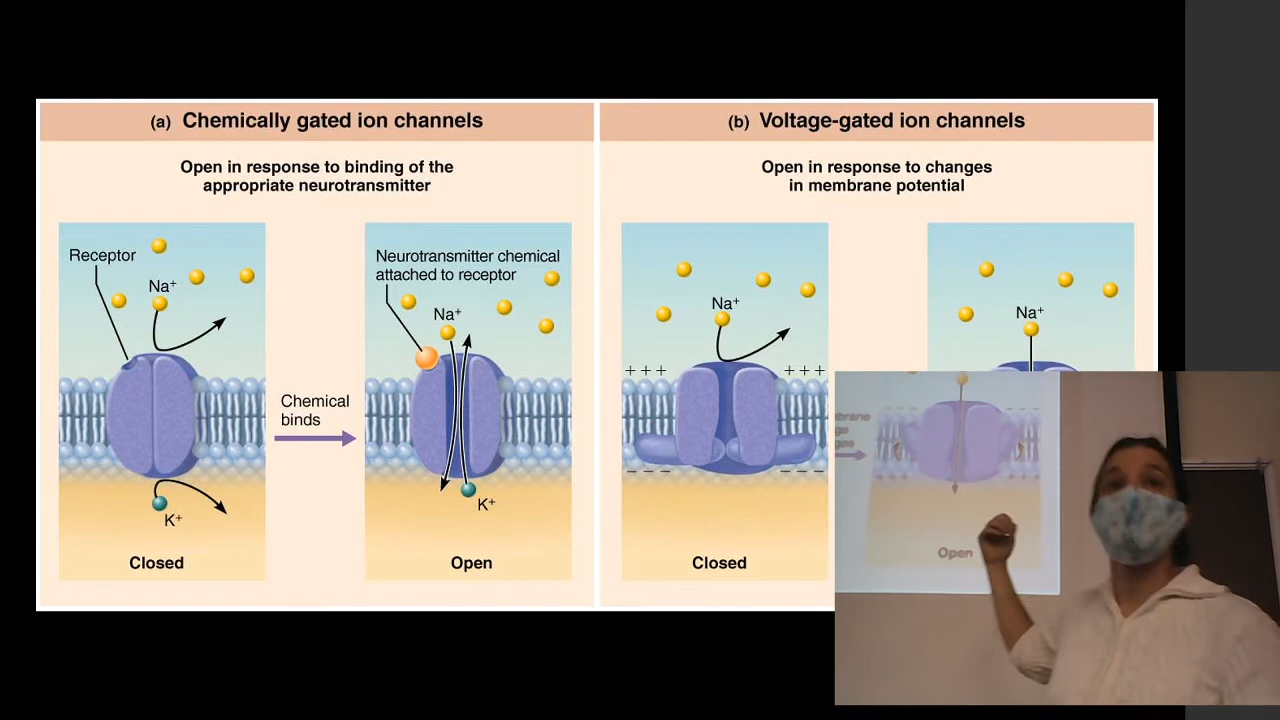 (a) Chemically gated ion channels
Open in response to binding of the
appropriate neurotransmitter
Receptor
Na⁺
K⁺
Closed
Chemical
binds
Neurotransmitter chemical
attached to receptor
Na⁺
K⁺
Open
(b) Voltage-gated ion channels
Open in response to changes
in membrane potential
Na⁺
+ + +
+ + +
– – –
– – –
Closed
Na⁺
Open